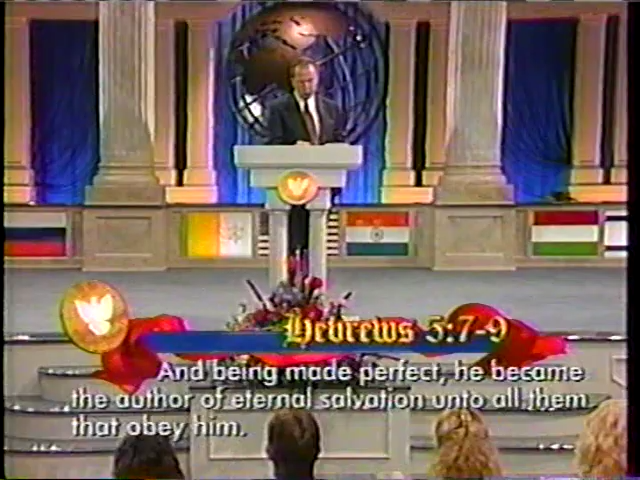 Hebrews 5:7-9
And being made perfect, he became
the author of eternal salvation unto all them
that obey him.